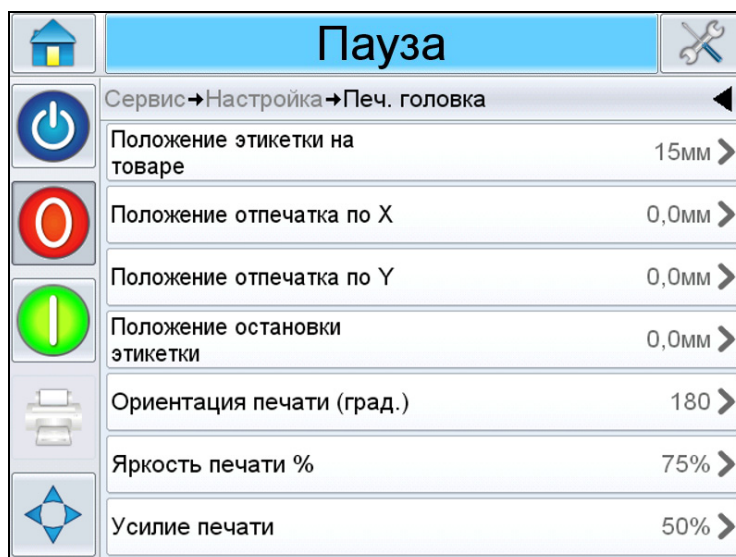 Пауза
Сервис→Настройка→Печ. головка
Положение этикетки на
товаре
15мм
Положение отпечатка по X
0,0мм
Положение отпечатка по Y
0,0мм
Положение остановки
этикетки
0,0мм
Ориентация печати (град.)
180
Яркость печати %
75%
Усилие печати
50%